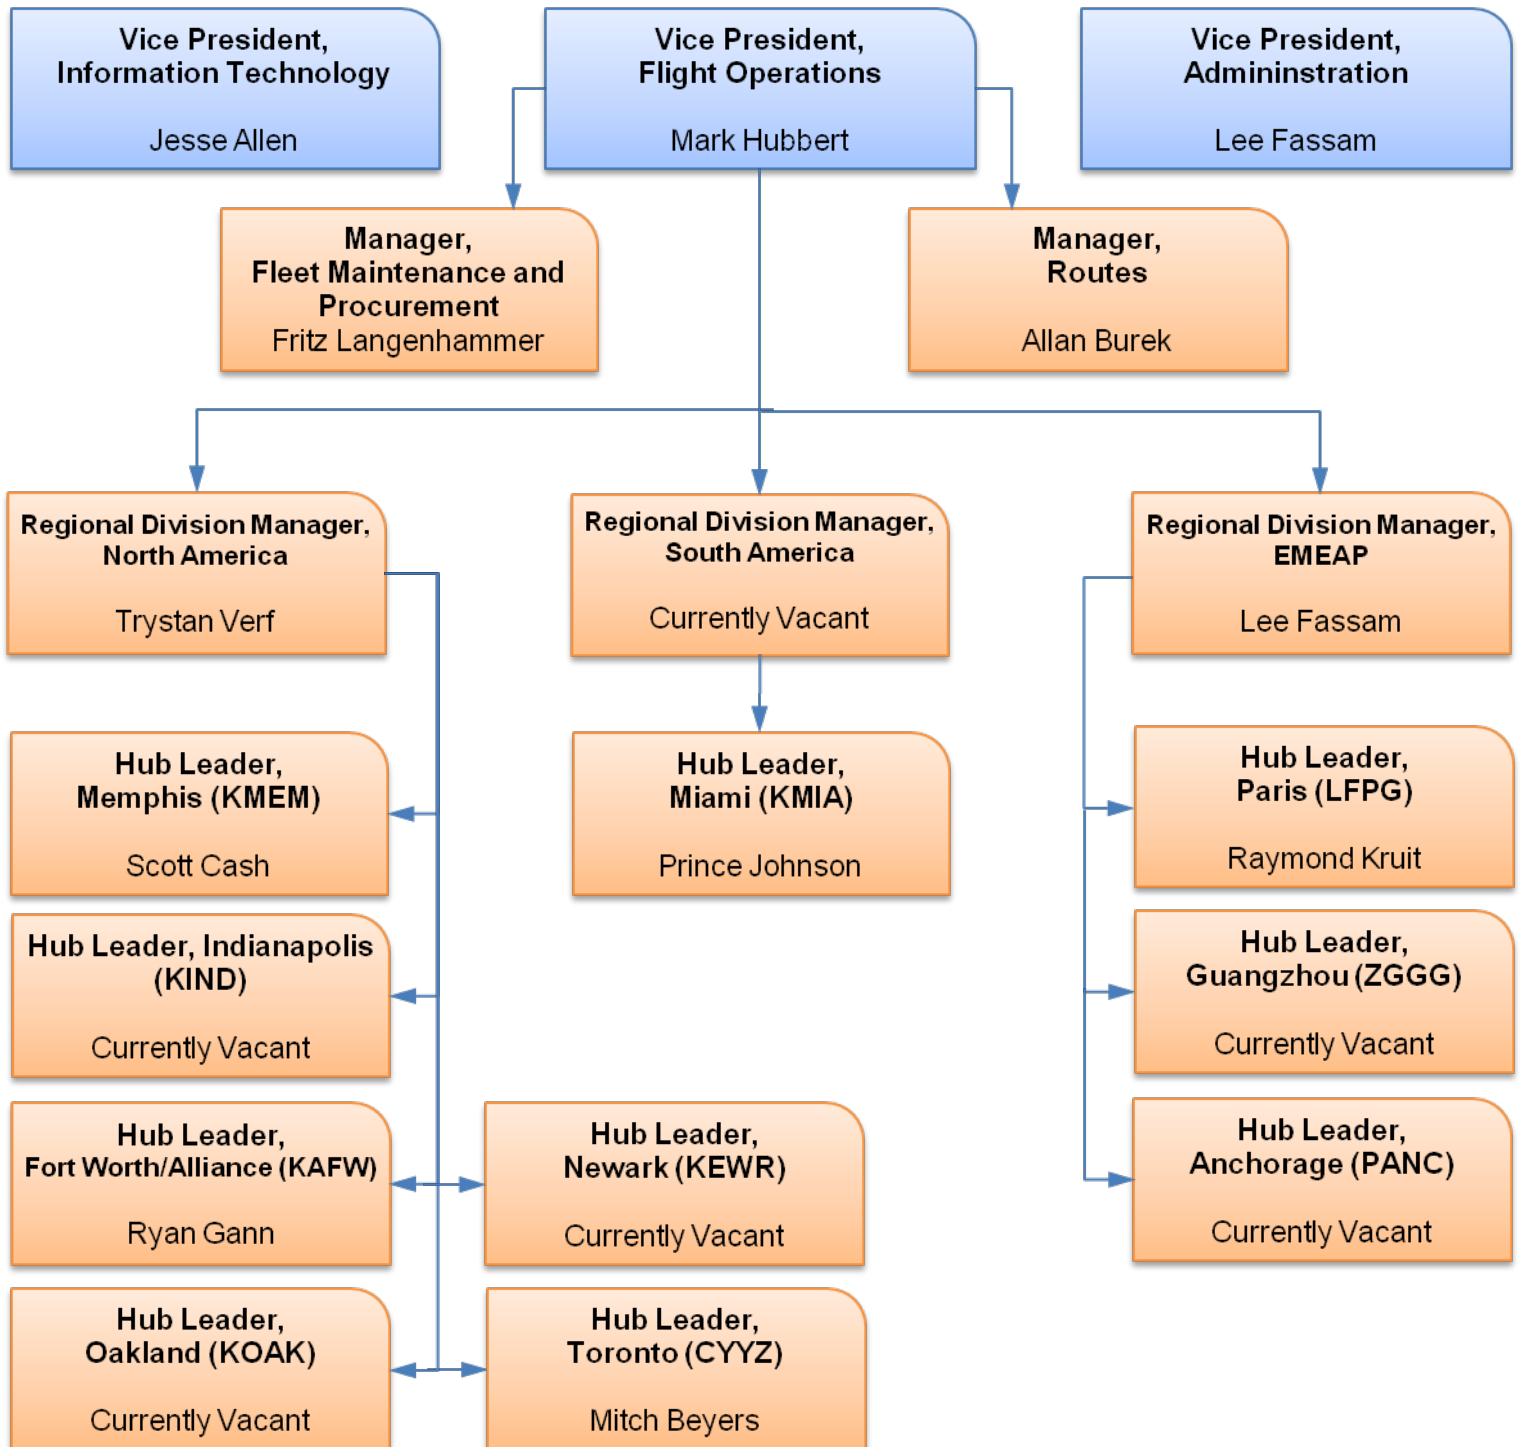 Vice President,
Information Technology
Jesse Allen
Vice President,
Flight Operations
Mark Hubbert
Vice President,
Admininstration
Lee Fassam
Manager,
Fleet Maintenance and
Procurement
Fritz Langenhammer
Manager,
Routes
Allan Burek
Regional Division Manager,
North America
Trystan Verf
Regional Division Manager,
South America
Currently Vacant
Regional Division Manager,
EMEAP
Lee Fassam
Hub Leader,
Memphis (KMEM)
Scott Cash
Hub Leader,
Miami (KMIA)
Prince Johnson
Hub Leader,
Paris (LFPG)
Raymond Kruit
Hub Leader, Indianapolis
(KIND)
Currently Vacant
Hub Leader,
Guangzhou (ZGGG)
Currently Vacant
Hub Leader,
Fort Worth/Alliance (KAFW)
Ryan Gann
Hub Leader,
Newark (KEWR)
Currently Vacant
Hub Leader,
Anchorage (PANC)
Currently Vacant
Hub Leader,
Oakland (KOAK)
Currently Vacant
Hub Leader,
Toronto (CYYZ)
Mitch Beyers